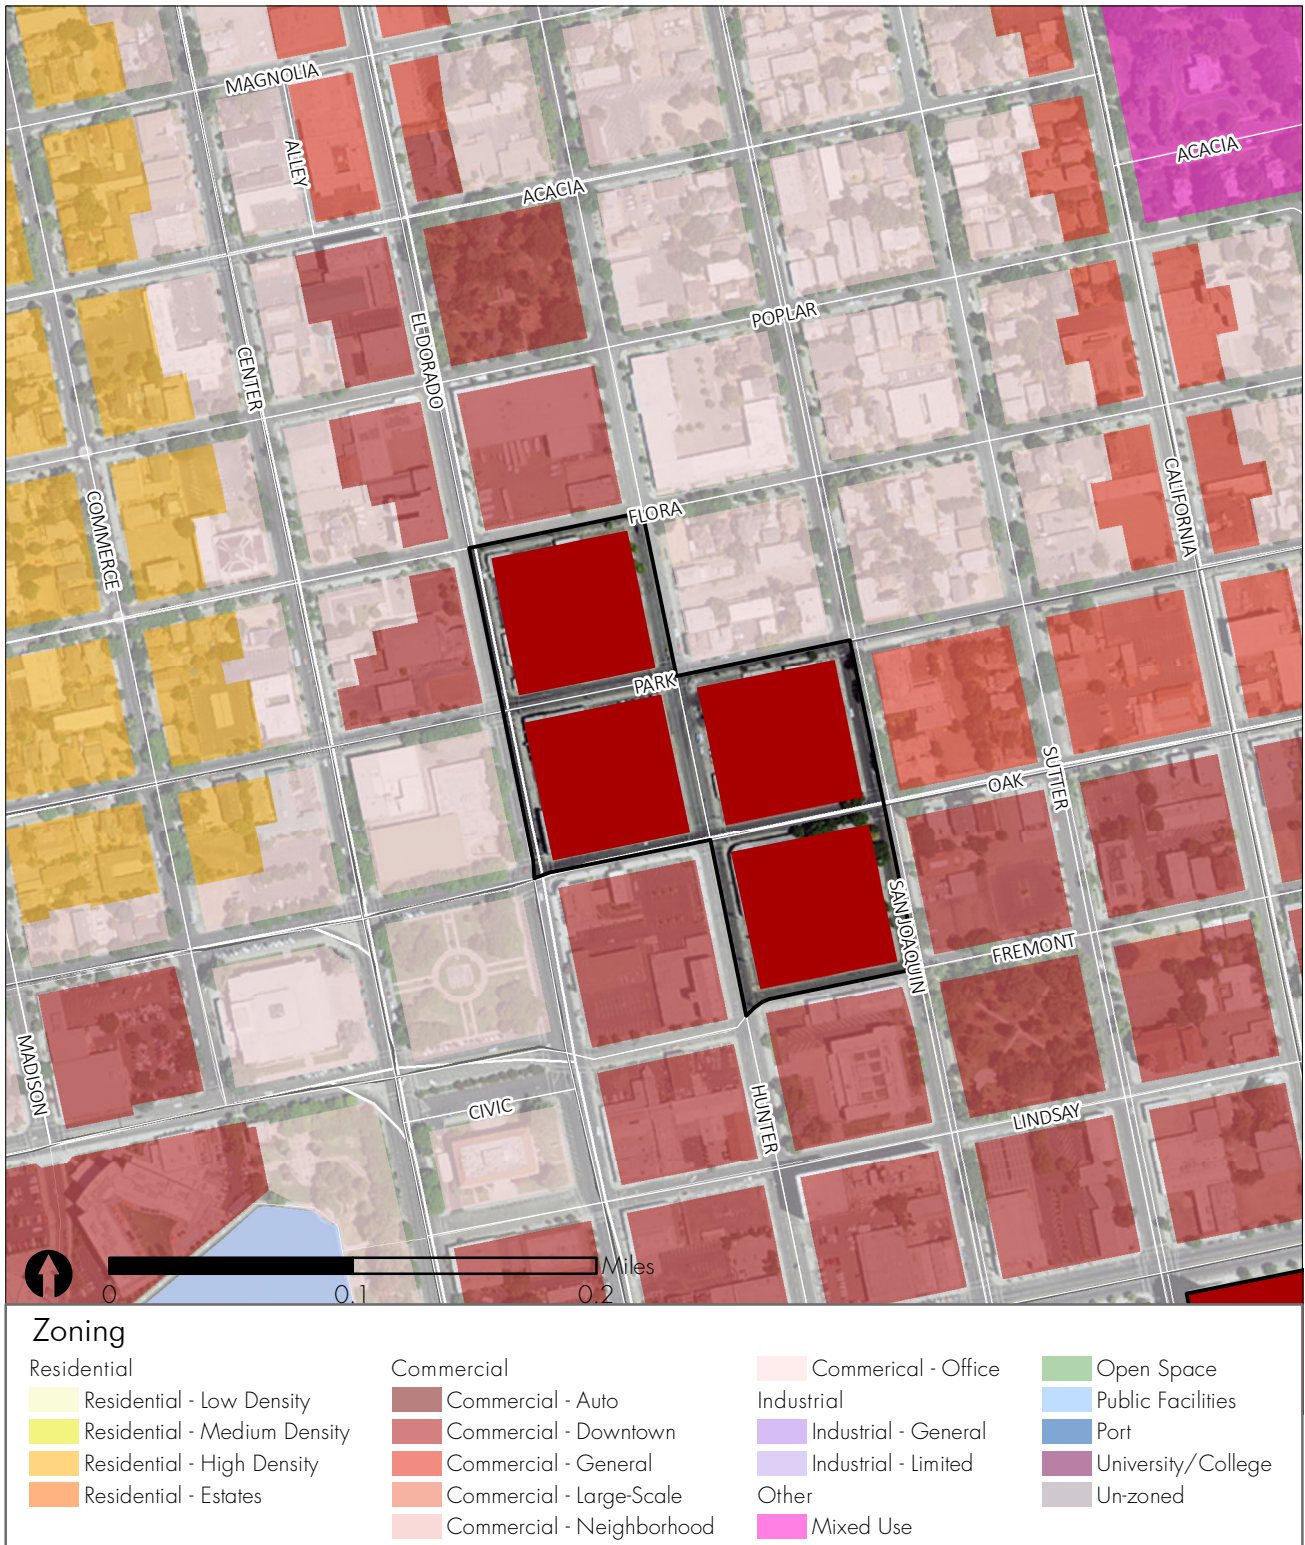 MAGNOLIA
ALLEY
ACACIA
ACACIA
EL DORADO
POPLAR
CENTER
COMMERCE
CALIFORNIA
FLORA
PARK
SUTTER
OAK
SAN JOAQUIN
FREMONT
MADISON
CIVIC
HUNTER
LINDSAY
Miles
0 0.1 0.2
Zoning
Residential
Residential - Low Density
Residential - Medium Density
Residential - High Density
Residential - Estates
Commercial
Commercial - Auto
Commercial - Downtown
Commercial - General
Commercial - Large-Scale
Commercial - Neighborhood
Commerical - Office
Industrial
Industrial - General
Industrial - Limited
Other
Mixed Use
Open Space
Public Facilities
Port
University/College
Un-zoned